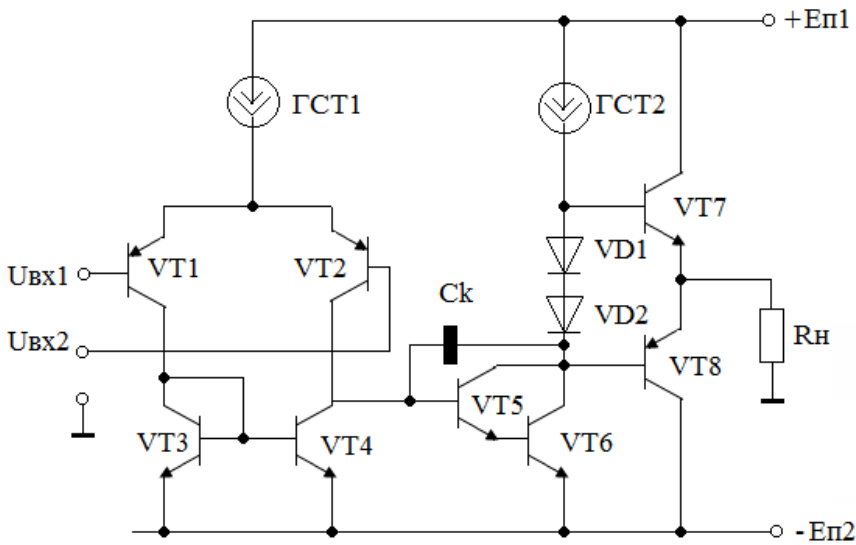 +Eп1
ГСТ1
ГСТ2
VT7
Uвх1
VT1
VT2
VD1
Ck
VD2
Uвх2
Rн
VT8
VT5
VT3
VT4
VT6
- Eп2